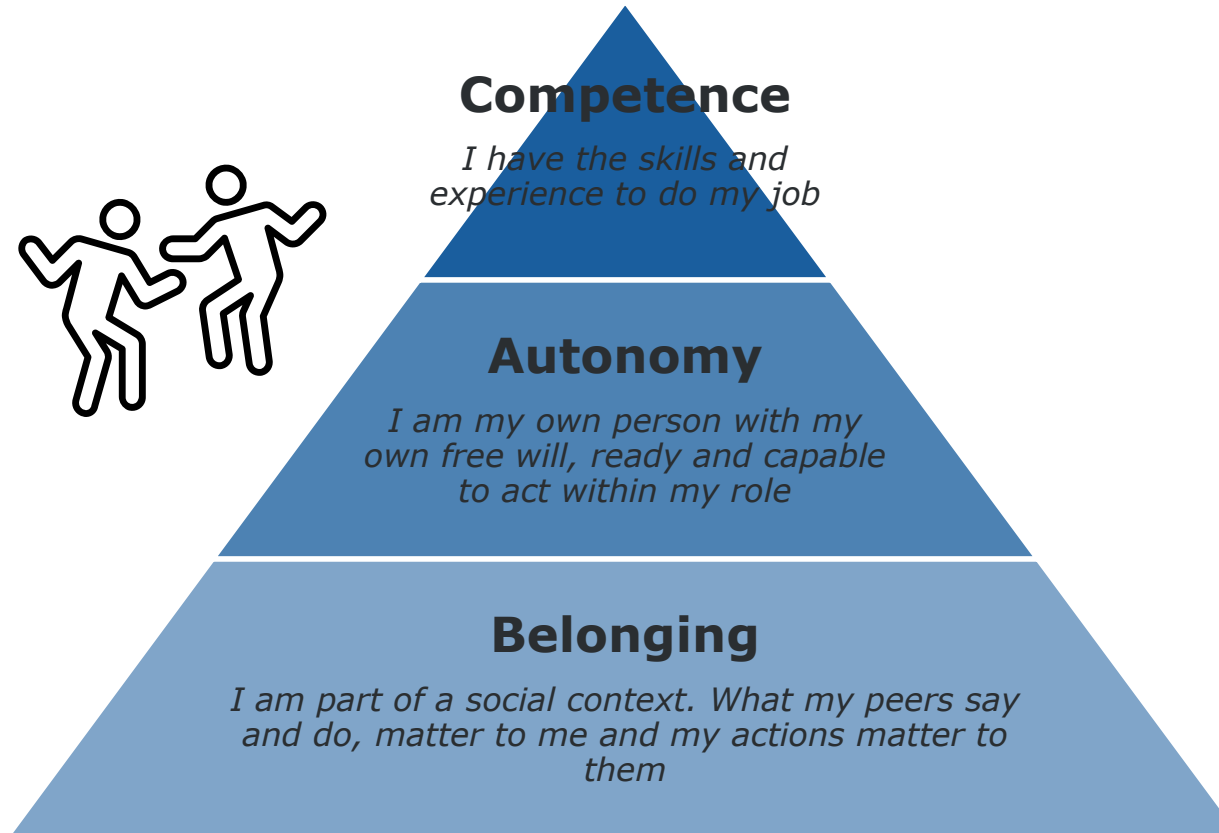 Competence
I have the skills and
experience to do my job
Autonomy
I am my own person with my
own free will, ready and capable
to act within my role
Belonging
I am part of a social context. What my peers say
and do, matter to me and my actions matter to
them